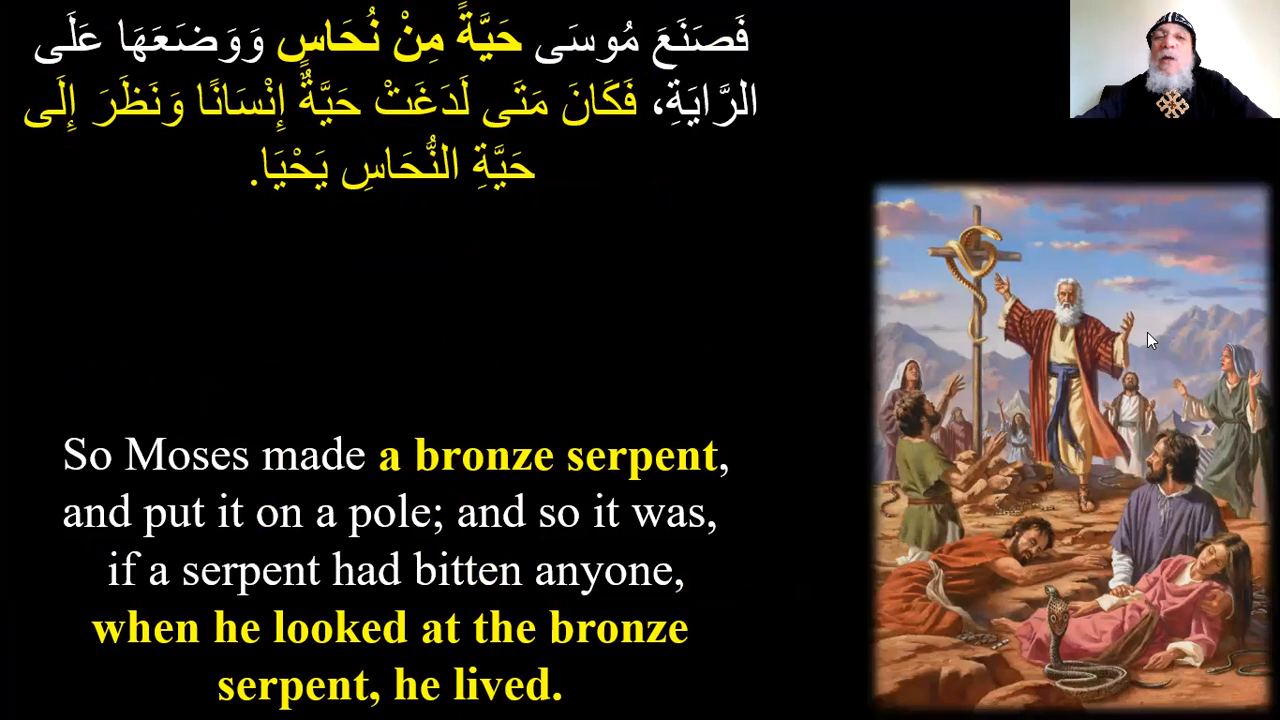 فَصَنَعَ مُوسَى حَيَّةً مِنْ نُحَاسٍ وَوَضَعَهَا عَلَى
الرَّايَةِ، فَكَانَ مَتَى لَدَغَتْ حَيَّةٌ إِنْسَانًا وَنَظَرَ إِلَى
حَيَّةِ النُّحَاسِ يَحْيَا.
So Moses made a bronze serpent,
and put it on a pole; and so it was,
if a serpent had bitten anyone,
when he looked at the bronze
serpent, he lived.